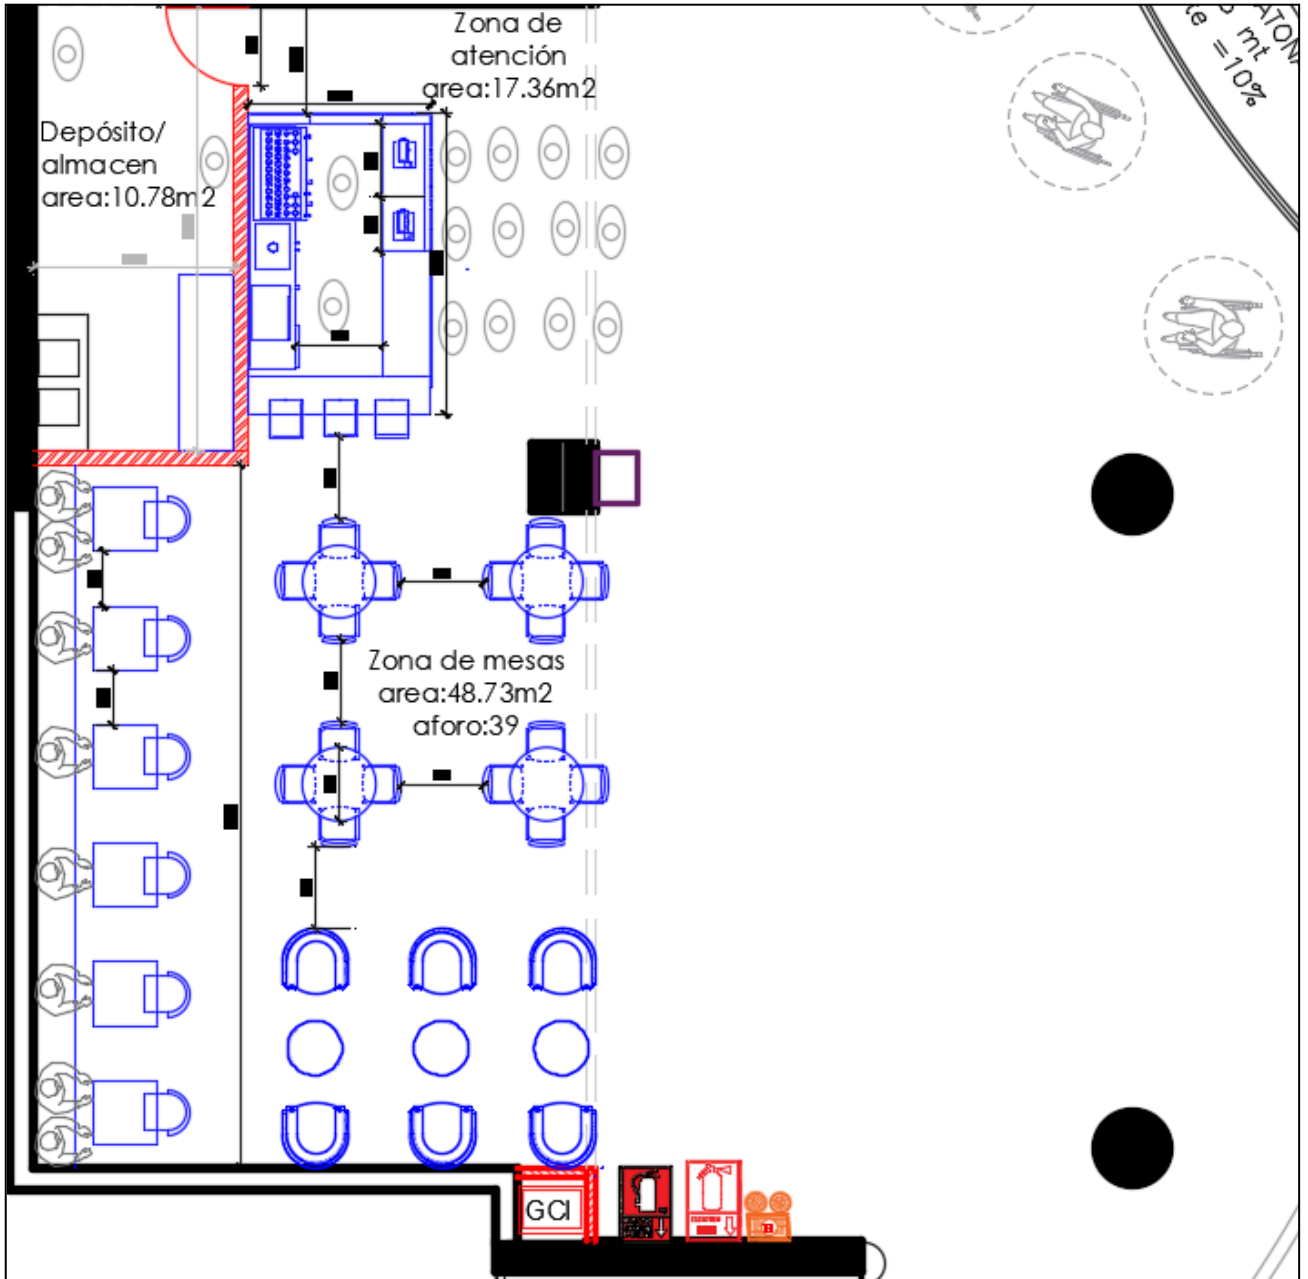 Zona de
atención
area:17.36m2
Depósito/
almacen
area:10.78m2
mt
=10%
Zona de mesas
area:48.73m2
aforo:39
GCI